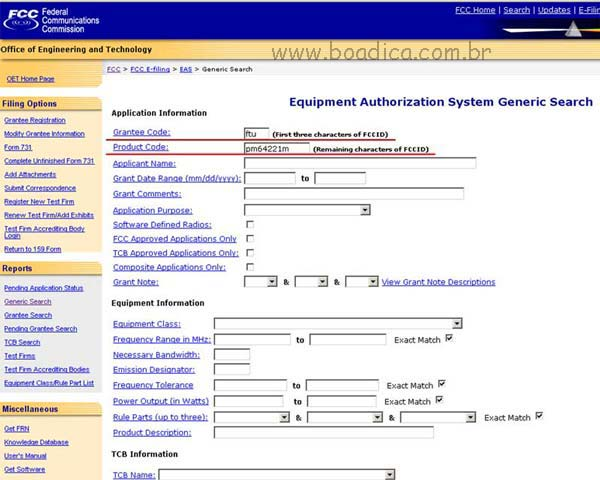 FCC Federal Communications Commission
FCC Home | Search | Updates | E-Filin
Office of Engineering and Technology
www.boadica.com.br
OET Home Page
FCC > FCC E-filing > EAS > Generic Search
Equipment Authorization System Generic Search
Filing Options
Grantee Registration
Modify Grantee Information
Form 731
Complete Unfinished Form 731
Add Attachments
Submit Correspondence
Register New Test Firm
Renew Test Firm/Add Exhibits
Test Firm Accrediting Body Login
Return to 159 Form
Reports
Pending Application Status
Generic Search
Grantee Search
Pending Grantee Search
TCB Search
Test Firms
Test Firm Accrediting Bodies
Equipment Class/Rule Part List
Miscellaneous
Get FRN
Knowledge Database
User's Manual
Get Software
Application Information
Grantee Code: ftu (First three characters of FCCID)
Product Code: pm64221m (Remaining characters of FCCID)
Applicant Name:
Grant Date Range (mm/dd/yyyy): to
Grant Comments:
Application Purpose:
Software Defined Radios:
FCC Approved Applications Only
TCB Approved Applications Only:
Composite Applications Only:
Grant Note: & & View Grant Note Descriptions
Equipment Information
Equipment Class:
Frequency Range in MHz: to Exact Match
Necessary Bandwidth:
Emission Designator:
Frequency Tolerance to Exact Match
Power Output (in Watts) to Exact Match
Rule Parts (up to three): & & Exact Match
Product Description:
TCB Information
TCB Name: